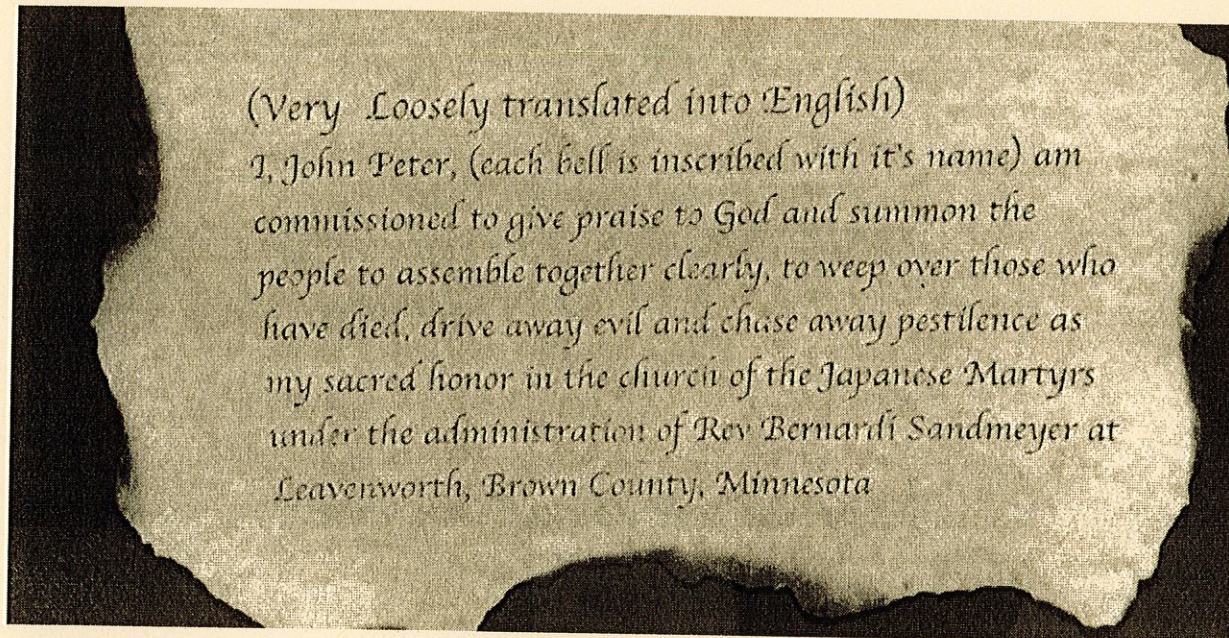 (Very Loosely translated into English)
I, John Peter, (each bell is inscribed with it's name) am
commissioned to give praise to God and summon the
people to assemble together clearly, to weep over those who
have died, drive away evil and chase away pestilence as
my sacred honor in the church of the Japanese Martyrs
under the administration of Rev Bernardi Sandmeyer at
Leavenworth, Brown County, Minnesota